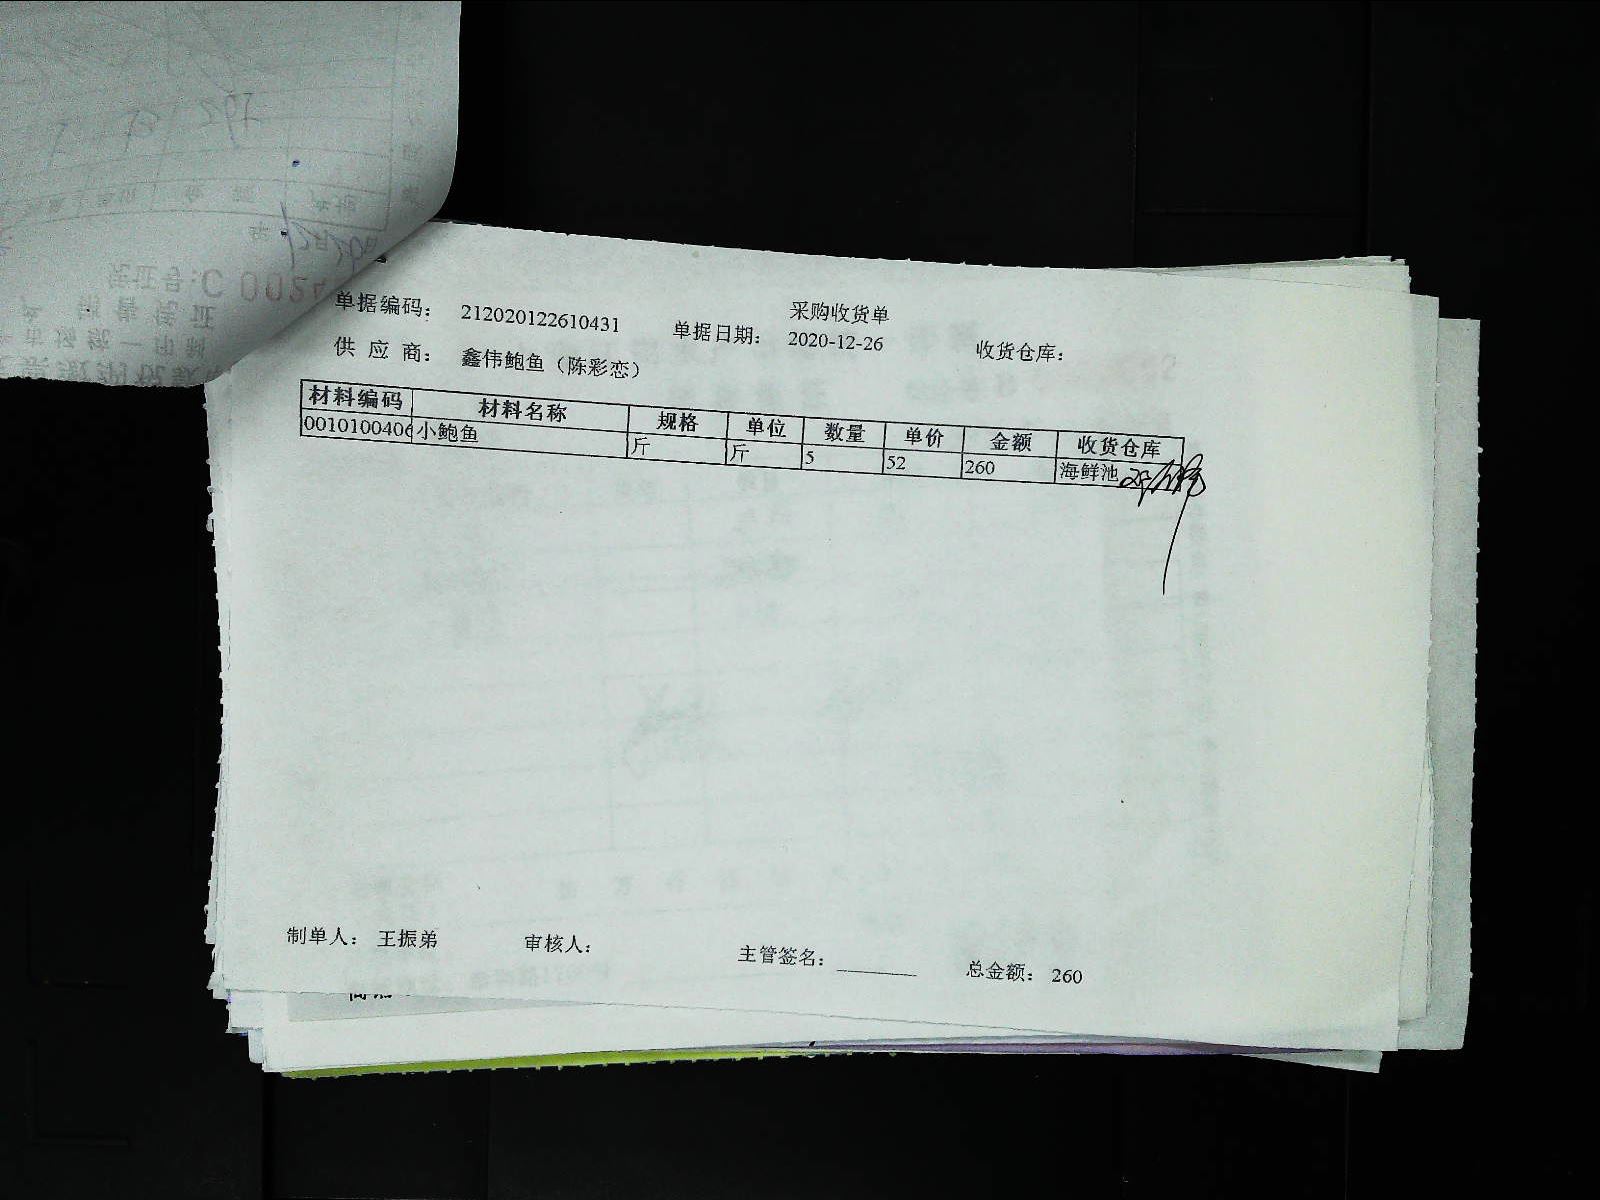 采购收货单
单据编码： 212020122610431 单据日期： 2020-12-26 收货仓库：
供 应 商： 鑫伟鲍鱼（陈彩恋）
材料编码 材料名称 规格 单位 数量 单价 金额 收货仓库
0010100406 小鲍鱼 斤 斤 5 52 260 海鲜池
制单人： 王振弟 审核人： 主管签名： 总金额： 260